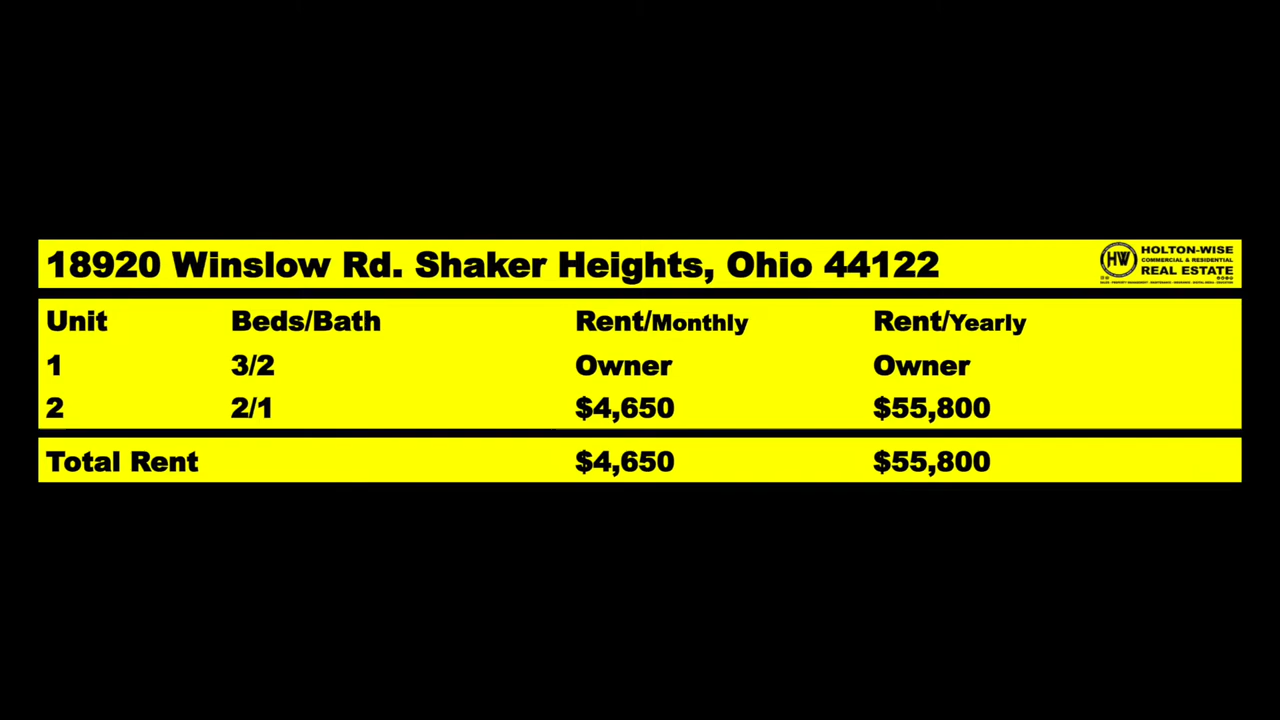 18920 Winslow Rd. Shaker Heights, Ohio 44122
HW
HOLTON-WISE
COMMERCIAL & RESIDENTIAL
REAL ESTATE
Unit Beds/Bath Rent/Monthly Rent/Yearly
1 3/2 Owner Owner
2 2/1 $4,650 $55,800
Total Rent $4,650 $55,800